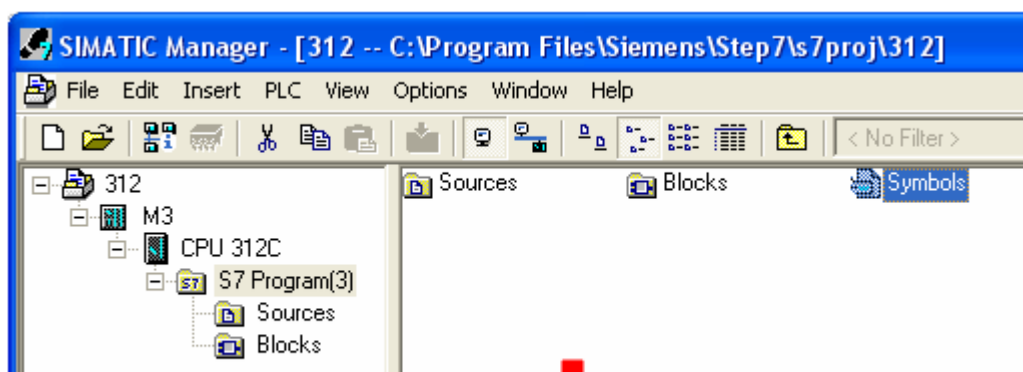 SIMATIC Manager - [312 -- C:\Program Files\Siemens\Step7\s7proj\312]
File Edit Insert PLC View Options Window Help
< No Filter >
312
M3
CPU 312C
S7 Program(3)
Sources
Blocks
Sources Blocks Symbols